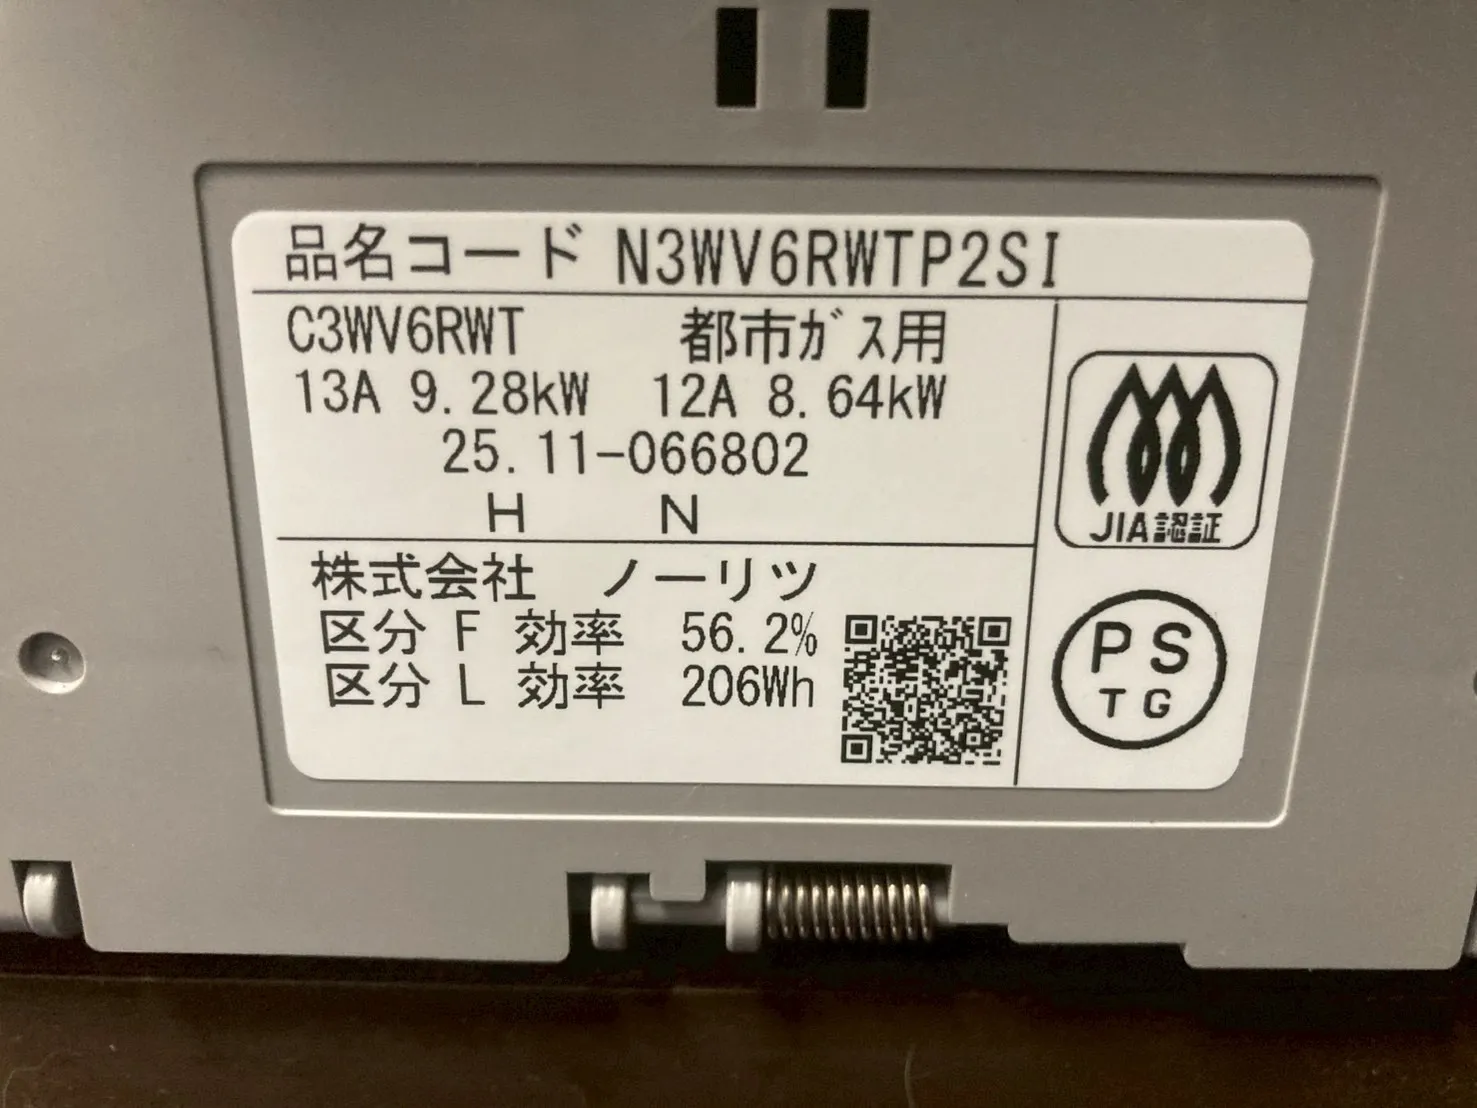 品名コード N3WV6RWTP2SI
C3WV6RWT 都市ガス用
13A 9.28kW 12A 8.64kW
25.11-066802
H N
JIA認証
株式会社 ノーリツ
区分 F 効率 56.2%
区分 L 効率 206Wh
PS
TG